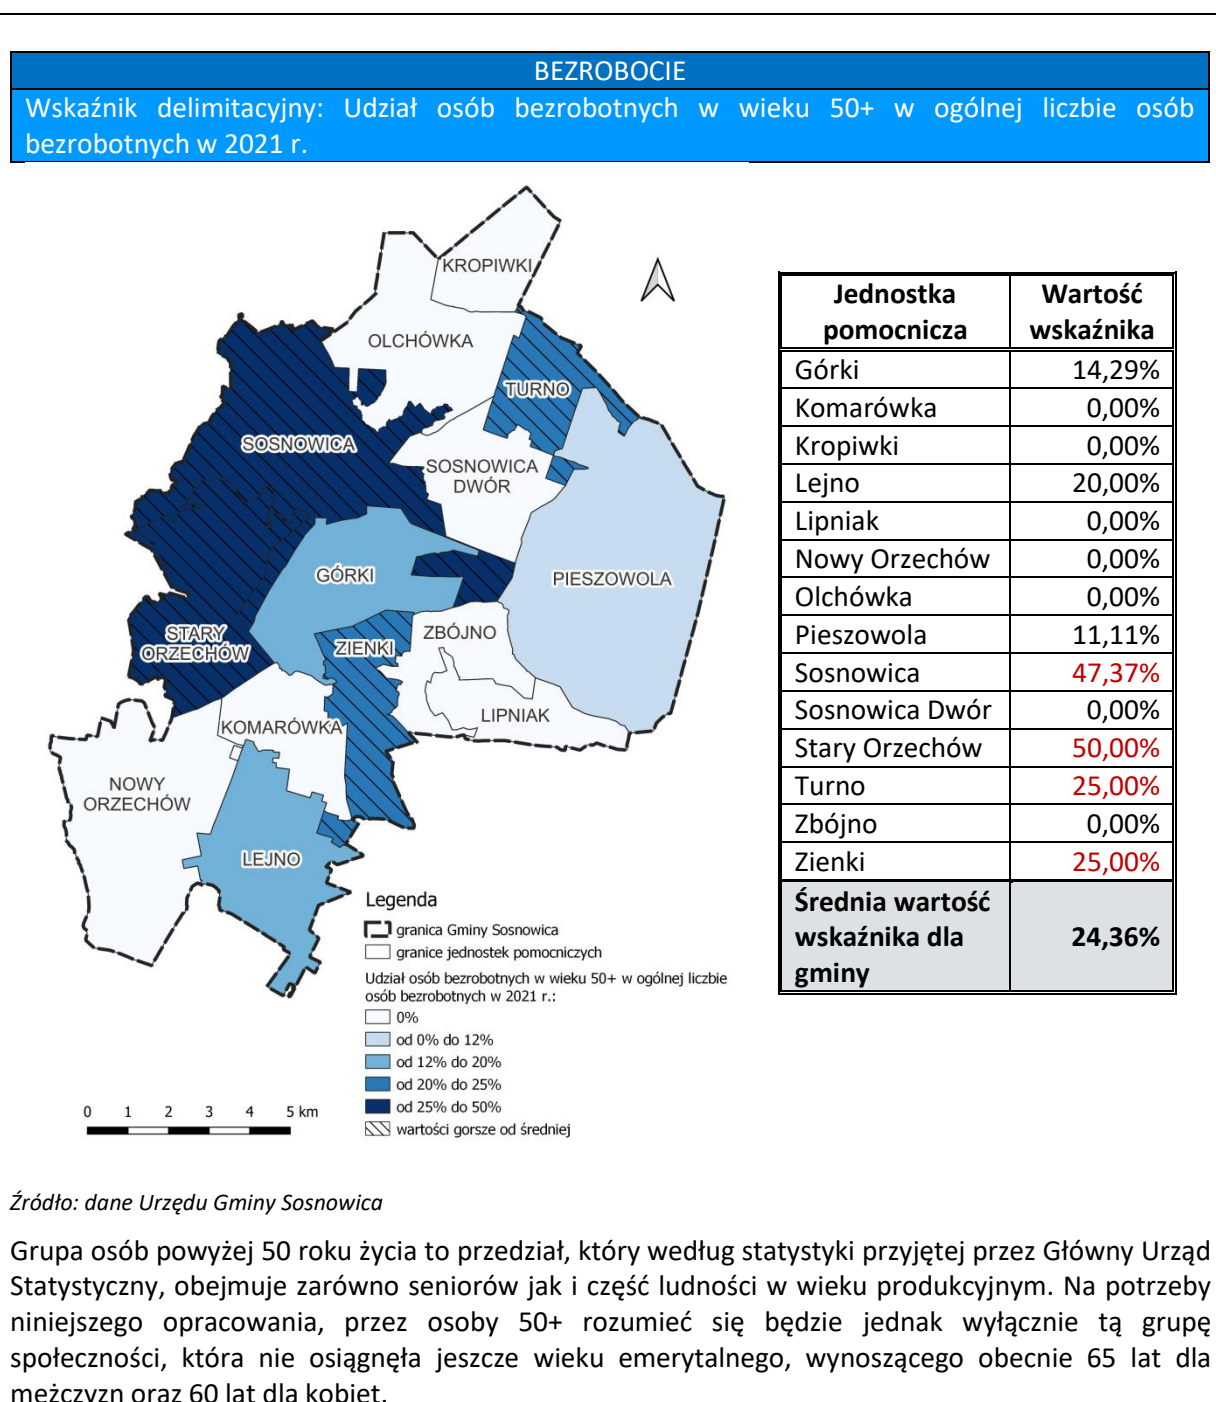 BEZROBOCIE
Wskaźnik delimitacyjny: Udział osób bezrobotnych w wieku 50+ w ogólnej liczbie osób
bezrobotnych w 2021 r.
KROPIWKI
OLCHÓWKA
TURNO
SOSNOWICA
SOSNOWICA
DWÓR
GÓRKI
PIESZOWOLA
STARY
ORZECHÓW
ZIENKI
ZBÓJNO
LIPNIAK
KOMARÓWKA
NOWY
ORZECHÓW
LEJNO
Legenda
granica Gminy Sosnowica
granice jednostek pomocniczych
Udział osób bezrobotnych w wieku 50+ w ogólnej liczbie
osób bezrobotnych w 2021 r.:
0%
od 0% do 12%
od 12% do 20%
od 20% do 25%
od 25% do 50%
wartości gorsze od średniej
0 1 2 3 4 5 km
Jednostka pomocnicza Wartość wskaźnika
Górki 14,29%
Komarówka 0,00%
Kropiwki 0,00%
Lejno 20,00%
Lipniak 0,00%
Nowy Orzechów 0,00%
Olchówka 0,00%
Pieszowola 11,11%
Sosnowica 47,37%
Sosnowica Dwór 0,00%
Stary Orzechów 50,00%
Turno 25,00%
Zbójno 0,00%
Zienki 25,00%
Średnia wartość
wskaźnika dla 24,36%
gminy
Źródło: dane Urzędu Gminy Sosnowica
Grupa osób powyżej 50 roku życia to przedział, który według statystyki przyjętej przez Główny Urząd
Statystyczny, obejmuje zarówno seniorów jak i część ludności w wieku produkcyjnym. Na potrzeby
niniejszego opracowania, przez osoby 50+ rozumieć się będzie jednak wyłącznie tą grupę
społeczności, która nie osiągnęła jeszcze wieku emerytalnego, wynoszącego obecnie 65 lat dla
mężczyzn oraz 60 lat dla kobiet.